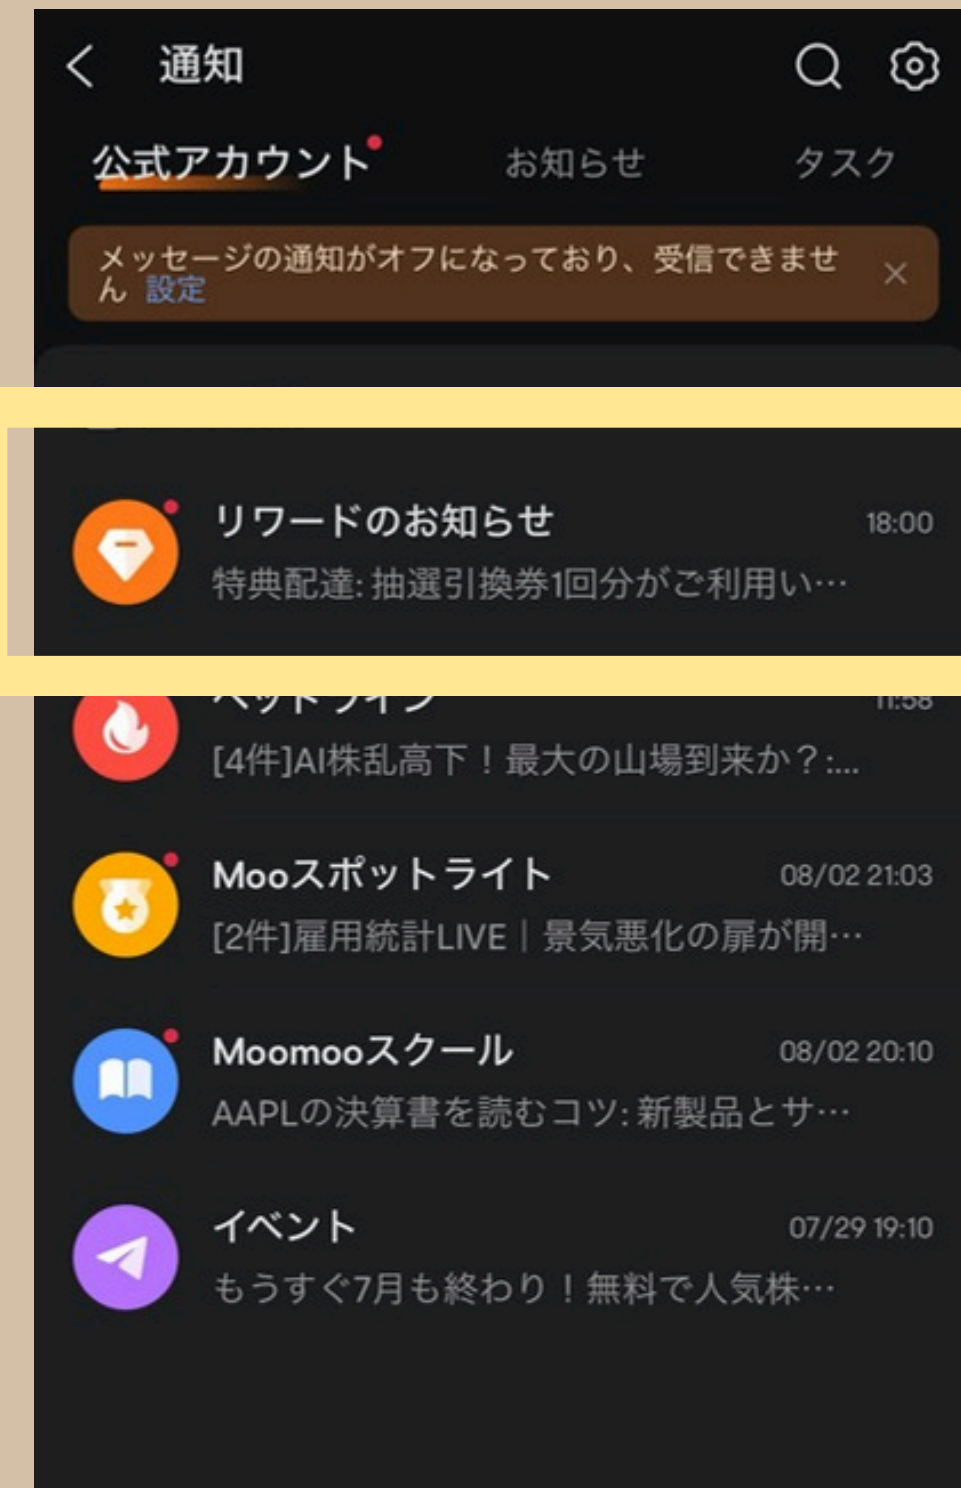 通知
公式アカウント
お知らせ
タスク
メッセージの通知がオフになっており、受信できませ
ん 設定
リワードのお知らせ
18:00
特典配達: 抽選引換券1回分がご利用い…
ヘッドライン
11:58
[4件]AI株乱高下！最大の山場到来か？:...
Mooスポットライト
08/02 21:03
[2件]雇用統計LIVE｜景気悪化の扉が開…
Moomooスクール
08/02 20:10
AAPLの決算書を読むコツ: 新製品とサ…
イベント
07/29 19:10
もうすぐ7月も終わり！無料で人気株…